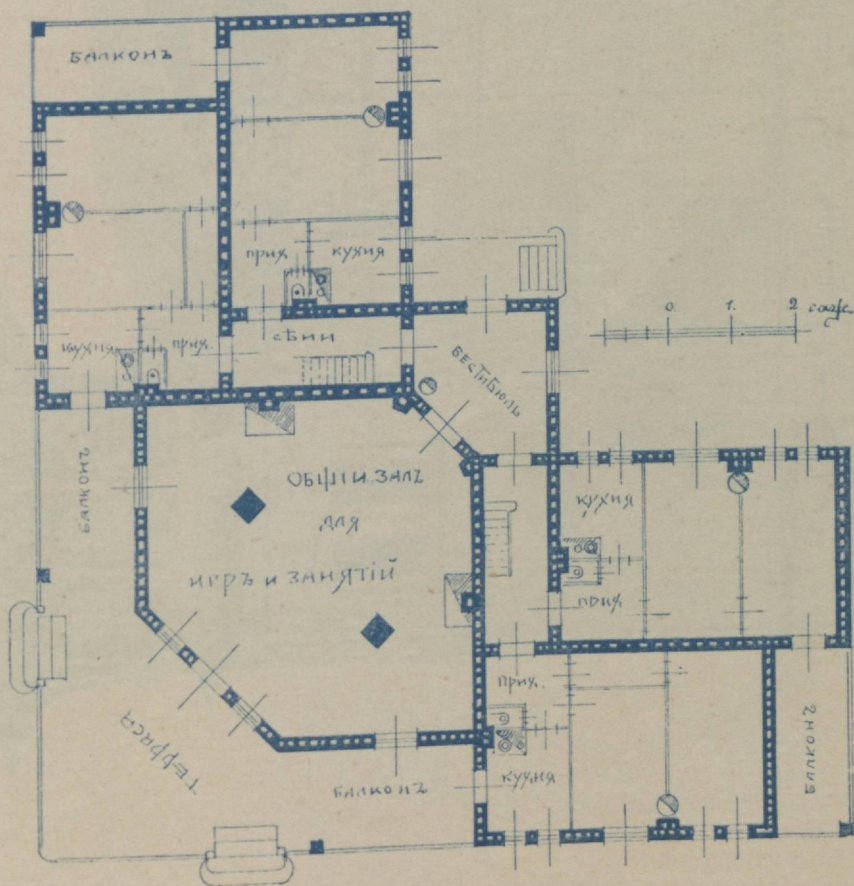 БАЛКОНЪ
ПРИХ. КУХНЯ
0. 1. 2 саж.
СѢНИ
КУХНЯ ПРИХ.
ВЕСТИБЮЛЬ
БАЛКОНЪ
ОБЩІЙ ЗАЛЪ
ДЛЯ
ИГРЪ И ЗАНЯТІЙ
КУХНЯ
ПРИХ.
ПРИХ.
ТЕРРАСА
БАЛКОНЪ
КУХНЯ
БАЛКОНЪ